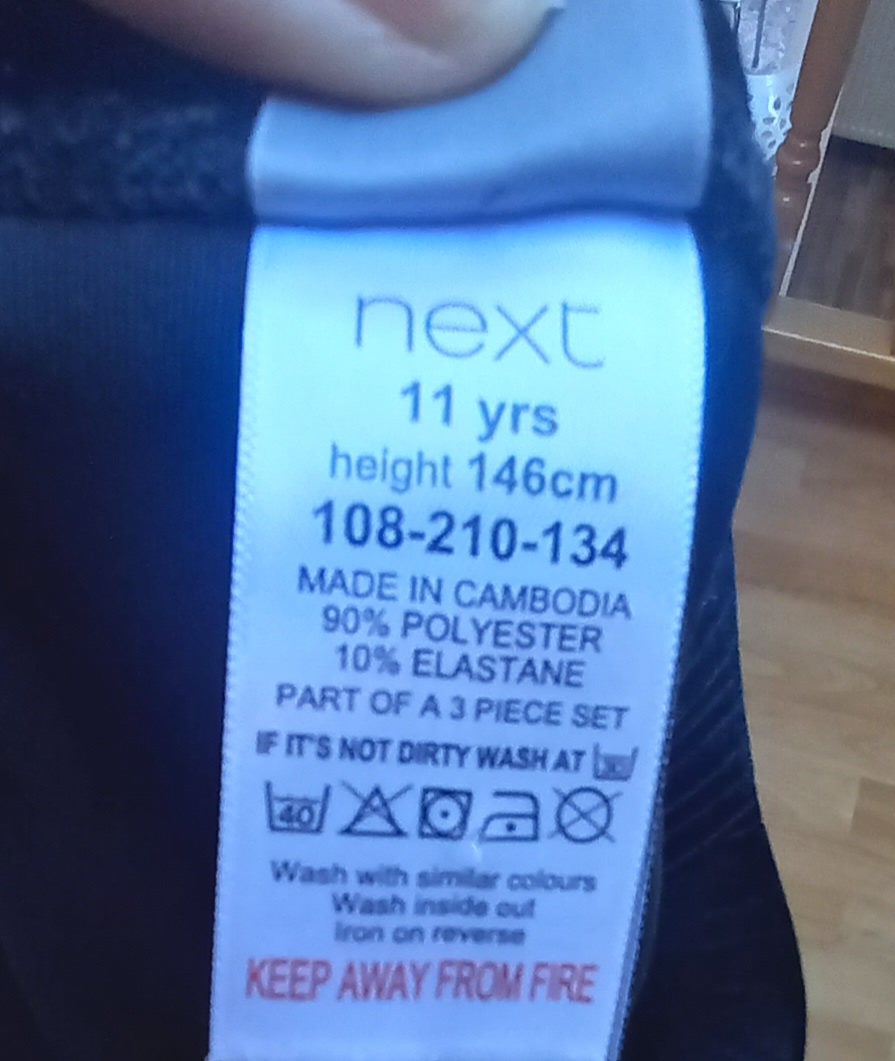 next
11 yrs
height 146cm
108-210-134
MADE IN CAMBODIA
90% POLYESTER
10% ELASTANE
PART OF A 3 PIECE SET
IF IT'S NOT DIRTY WASH AT 30
40
Wash with similar colours
Wash inside out
Iron on reverse
KEEP AWAY FROM FIRE